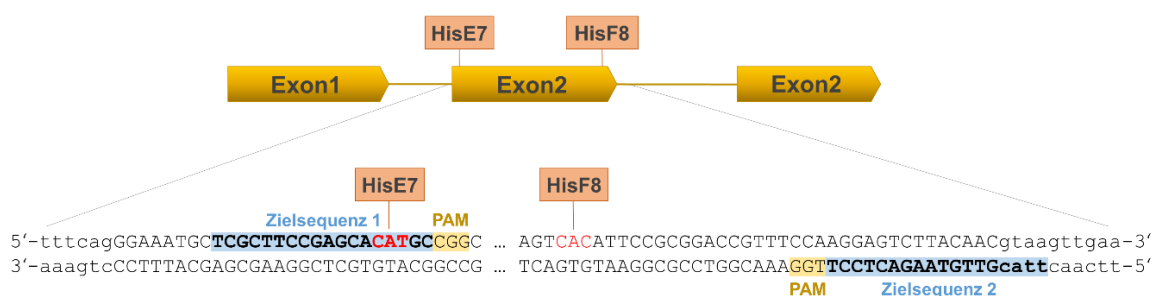 HisE7 HisF8
Exon1 Exon2 Exon2
HisE7 HisF8
Zielsequenz 1 PAM
5‘-tttcagGGAAATGCTCGCTTCCGAGCACATGCCGGC ... AGTCACATTCCGCGGACCGTTTCCAAGGAGTCTTACAACgtaagttgaa-3‘
3‘-aaagtcCCTTTACGAGCGAAGGCTCGTGTACGGCCG ... TCAGTGTAAGGCGCCTGGCAAAGGTTCCTCAGAATGTTGcattcaactt-5‘
PAM Zielsequenz 2